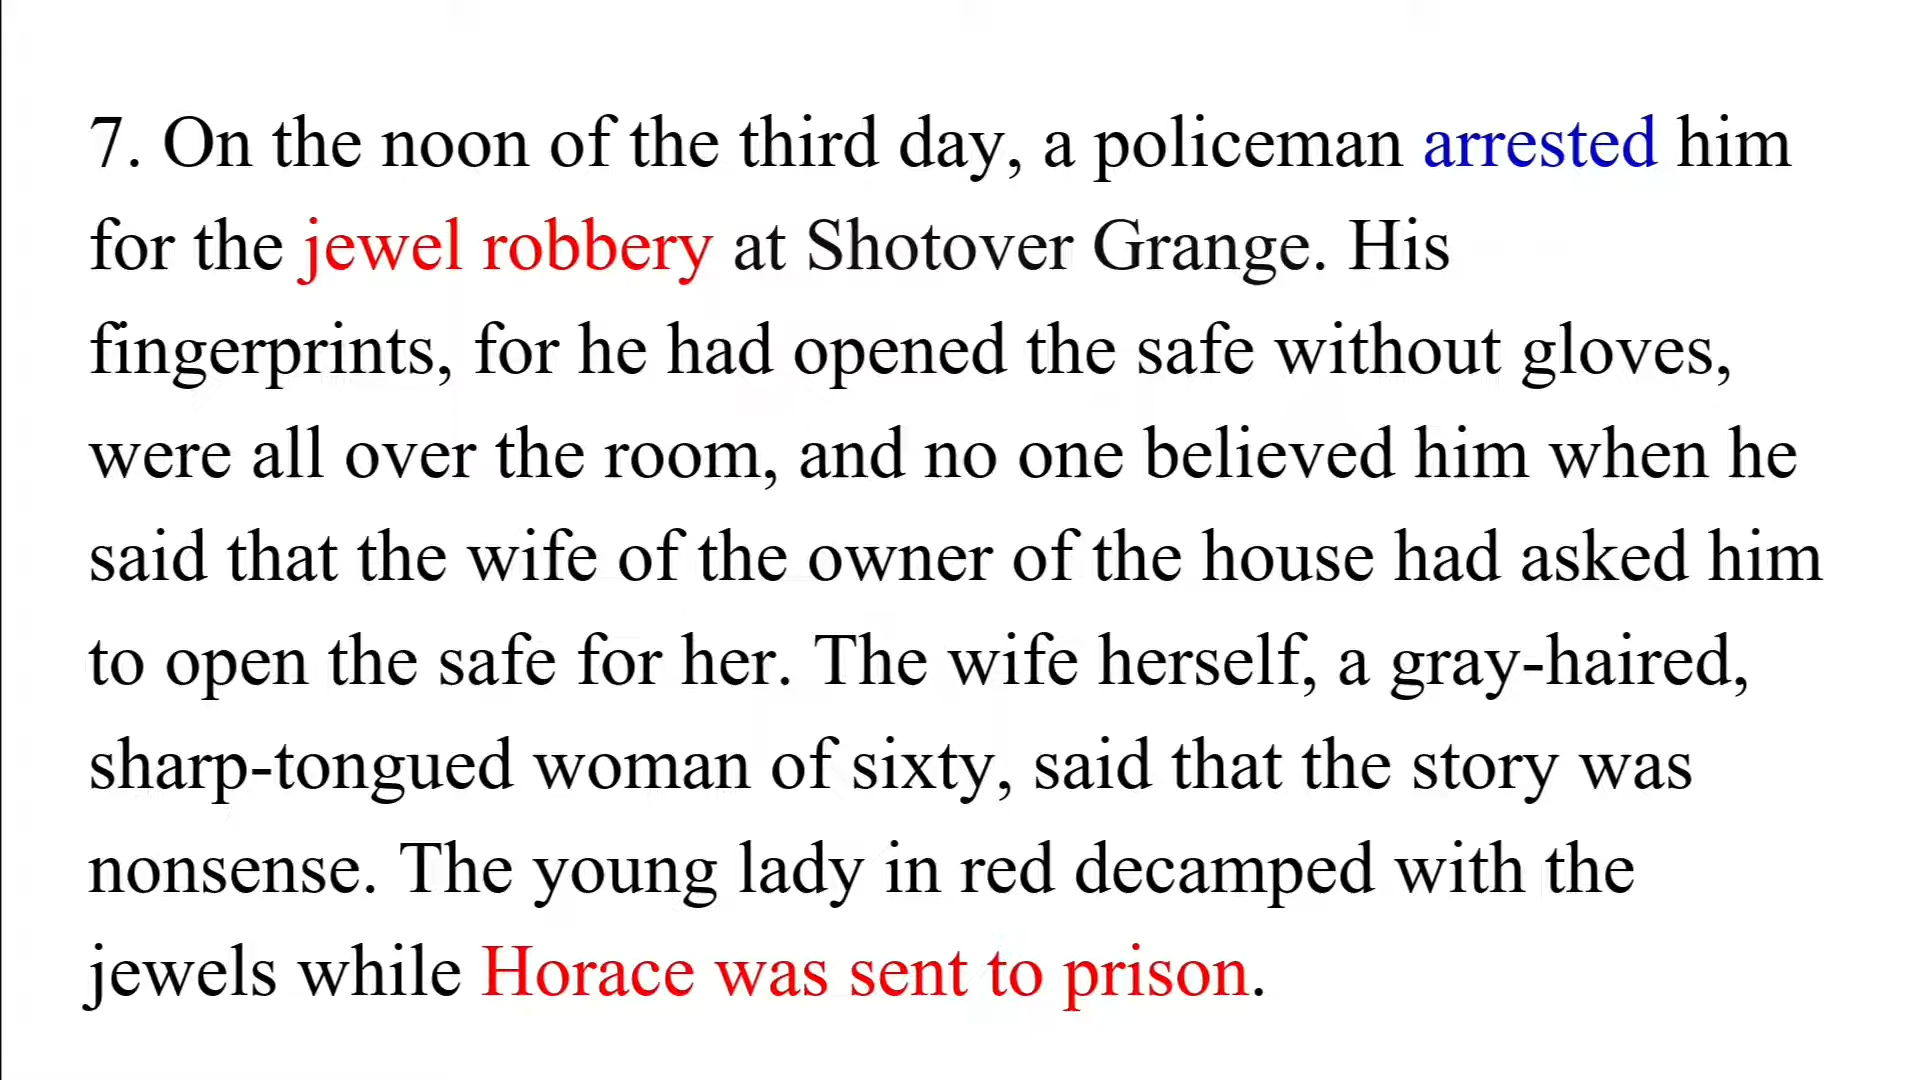 7. On the noon of the third day, a policeman arrested him
for the jewel robbery at Shotover Grange. His
fingerprints, for he had opened the safe without gloves,
were all over the room, and no one believed him when he
said that the wife of the owner of the house had asked him
to open the safe for her. The wife herself, a gray-haired,
sharp-tongued woman of sixty, said that the story was
nonsense. The young lady in red decamped with the
jewels while Horace was sent to prison.